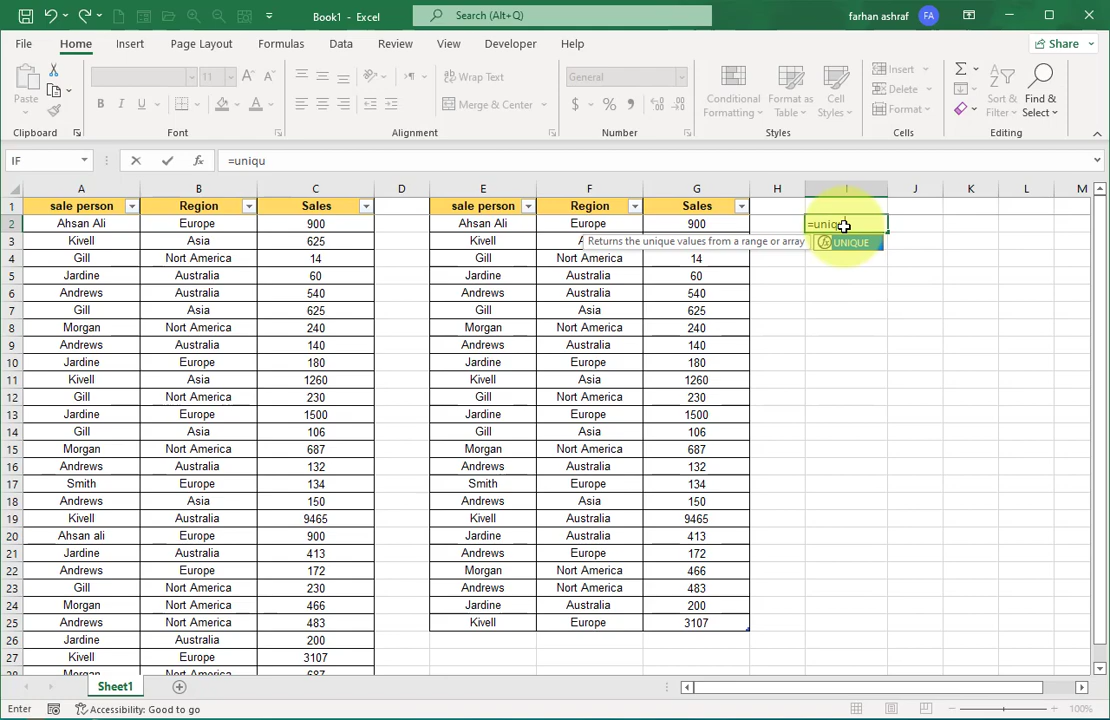 Book1 - Excel
Search (Alt+Q)
farhan ashraf
FA
File
Home
Insert
Page Layout
Formulas
Data
Review
View
Developer
Help
Share
Paste
11
Wrap Text
Merge & Center
General
Conditional Formatting
Format as Table
Cell Styles
Insert
Delete
Format
Sort & Filter
Find & Select
Clipboard
Font
Alignment
Number
Styles
Cells
Editing
IF
=uniqu
A B C D E F G H I J K L M
1 sale person Region Sales sale person Region Sales
2 Ahsan Ali Europe 900 Ahsan Ali Europe 900 =uniqu
3 Kivell Asia 625 Kivell A Returns the unique values from a range or array UNIQUE
4 Gill Nort America 14 Gill Nort America 14
5 Jardine Australia 60 Jardine Australia 60
6 Andrews Australia 540 Andrews Australia 540
7 Gill Asia 625 Gill Asia 625
8 Morgan Nort America 240 Morgan Nort America 240
9 Andrews Australia 140 Andrews Australia 140
10 Jardine Europe 180 Jardine Europe 180
11 Kivell Asia 1260 Kivell Asia 1260
12 Gill Nort America 230 Gill Nort America 230
13 Jardine Europe 1500 Jardine Europe 1500
14 Gill Asia 106 Gill Asia 106
15 Morgan Nort America 687 Morgan Nort America 687
16 Andrews Australia 132 Andrews Australia 132
17 Smith Europe 134 Smith Europe 134
18 Andrews Asia 150 Andrews Asia 150
19 Kivell Australia 9465 Kivell Australia 9465
20 Ahsan ali Europe 900 Jardine Australia 413
21 Jardine Australia 413 Andrews Europe 172
22 Andrews Europe 172 Morgan Nort America 466
23 Gill Nort America 230 Andrews Nort America 483
24 Morgan Nort America 466 Jardine Australia 200
25 Andrews Nort America 483 Kivell Europe 3107
26 Jardine Australia 200
27 Kivell Europe 3107
28 Morgan Nort America 687
Sheet1
Enter
Accessibility: Good to go
100%